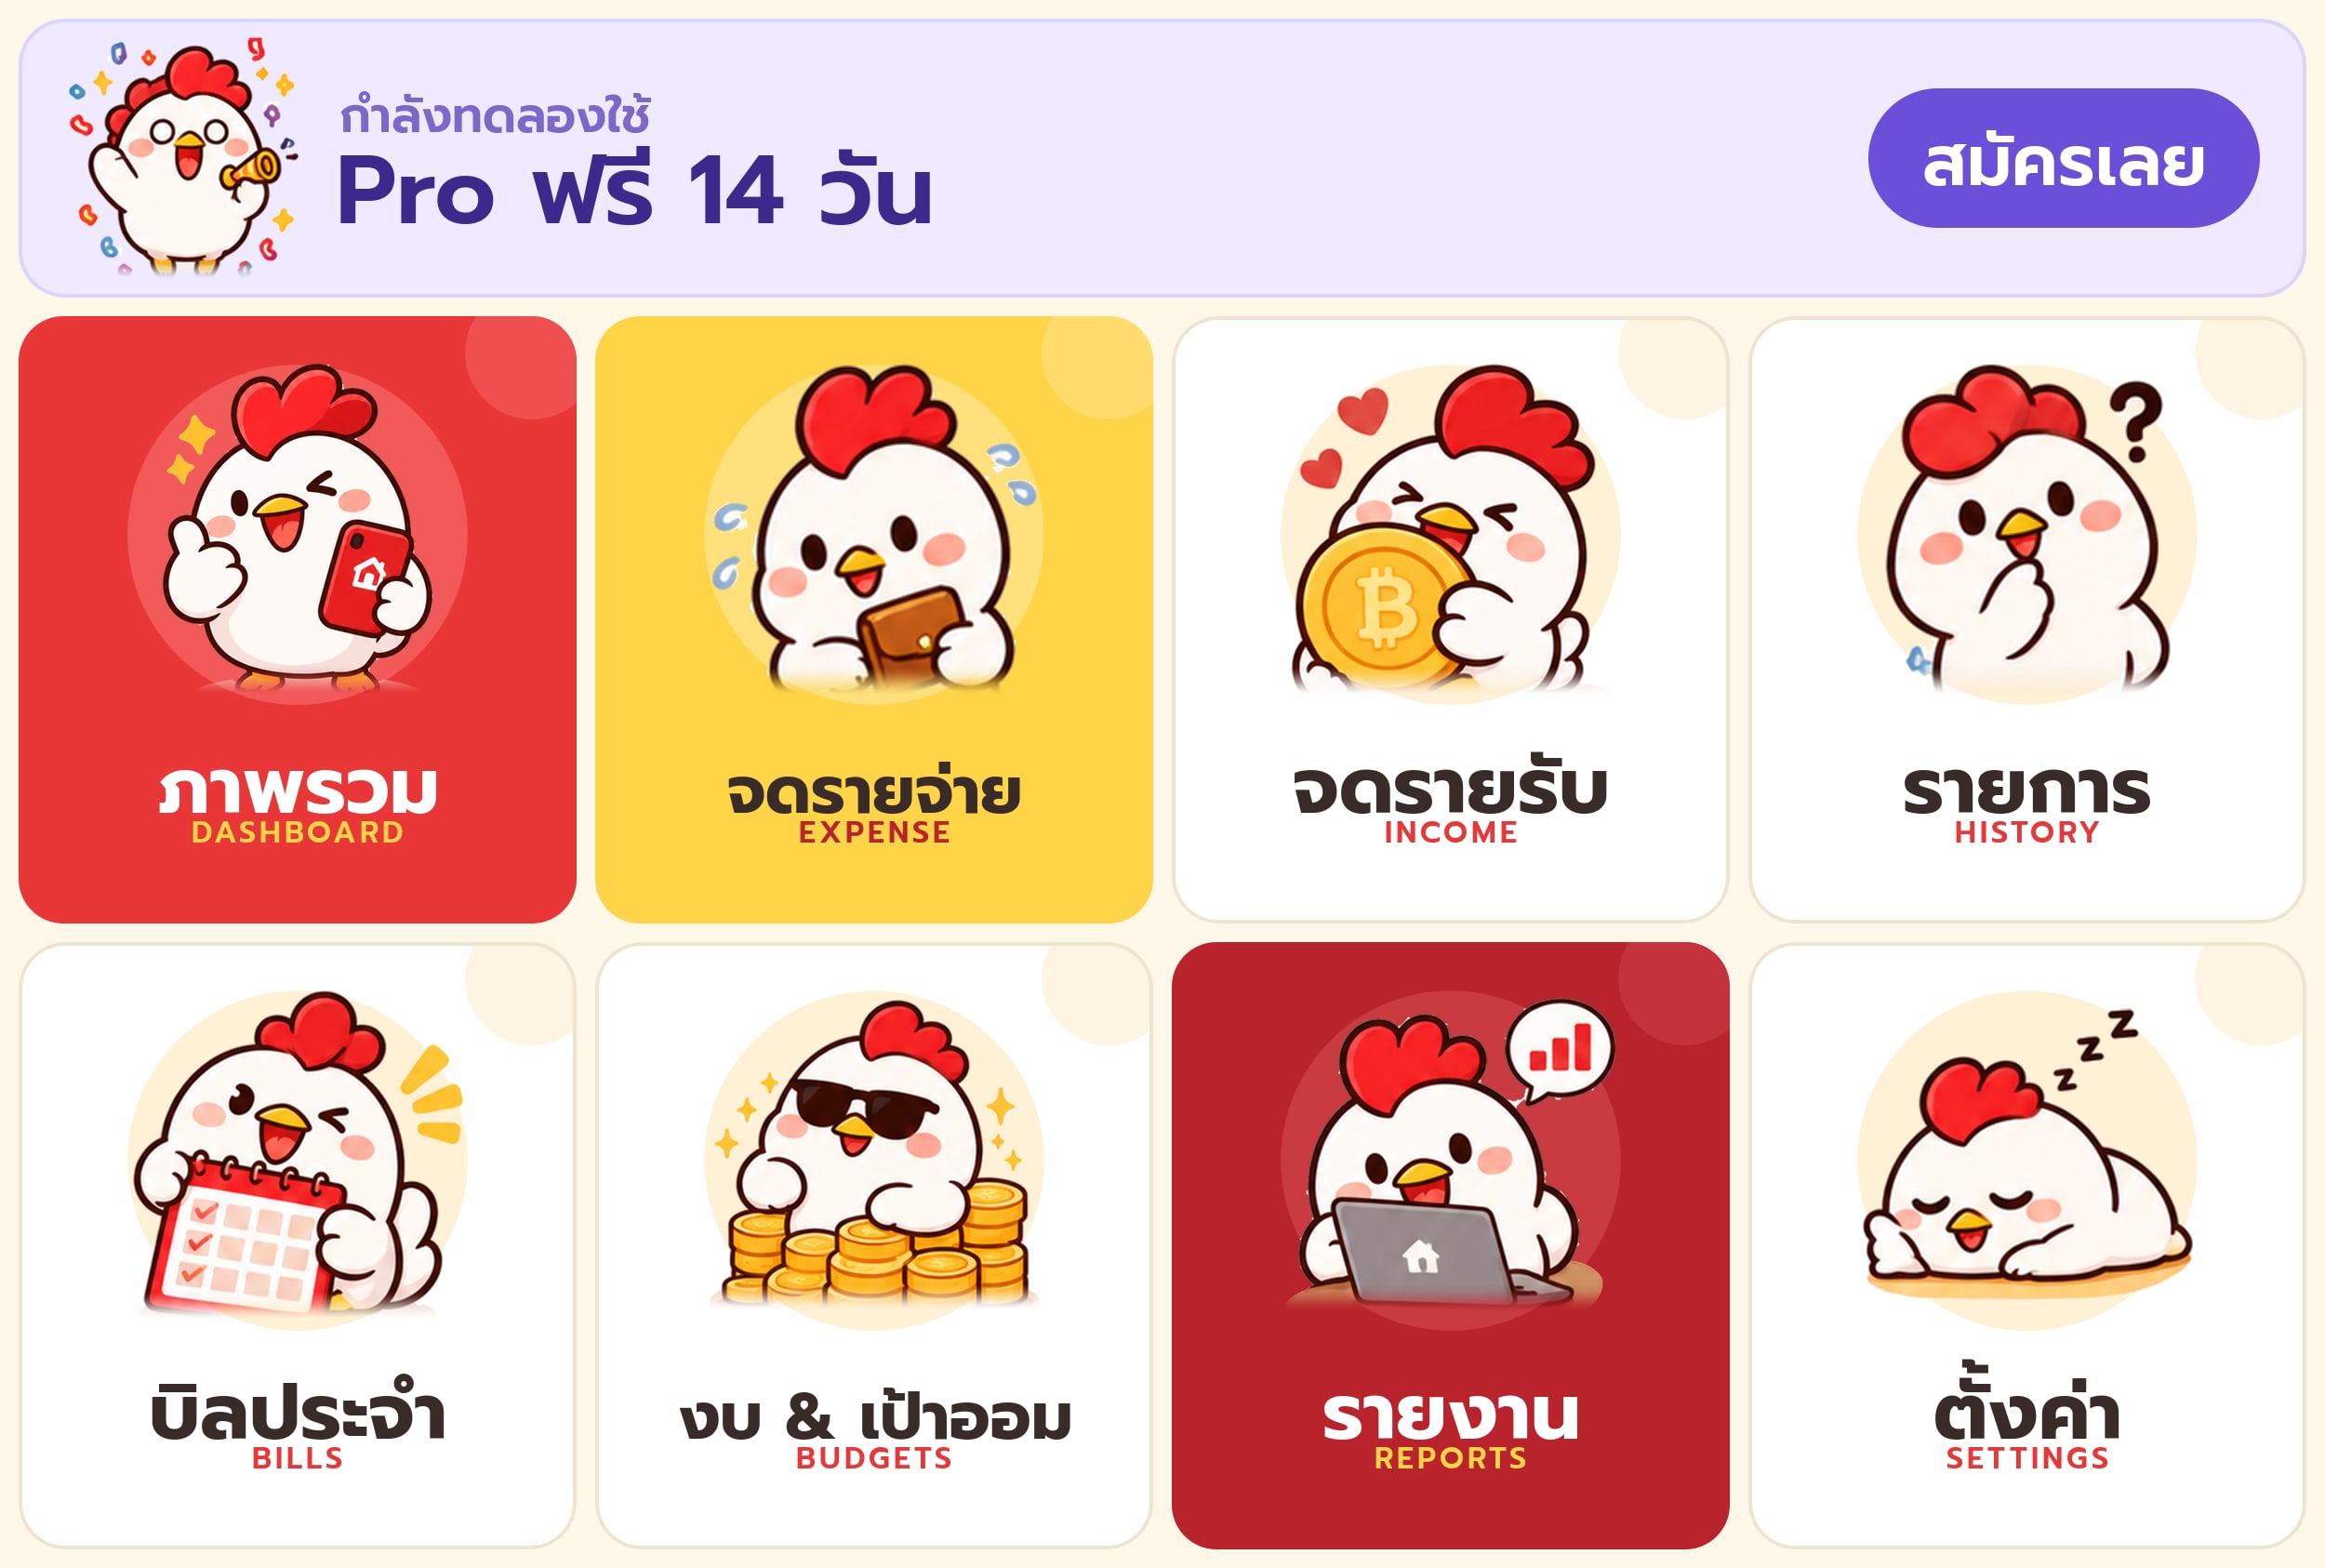 กำลังทดลองใช้
Pro ฟรี 14 วัน
สมัครเลย
ภาพรวม
DASHBOARD
จดรายจ่าย
EXPENSE
จดรายรับ
INCOME
?
รายการ
HISTORY
บิลประจำ
BILLS
งบ & เป้าออม
BUDGETS
รายงาน
REPORTS
z z z
ตั้งค่า
SETTINGS